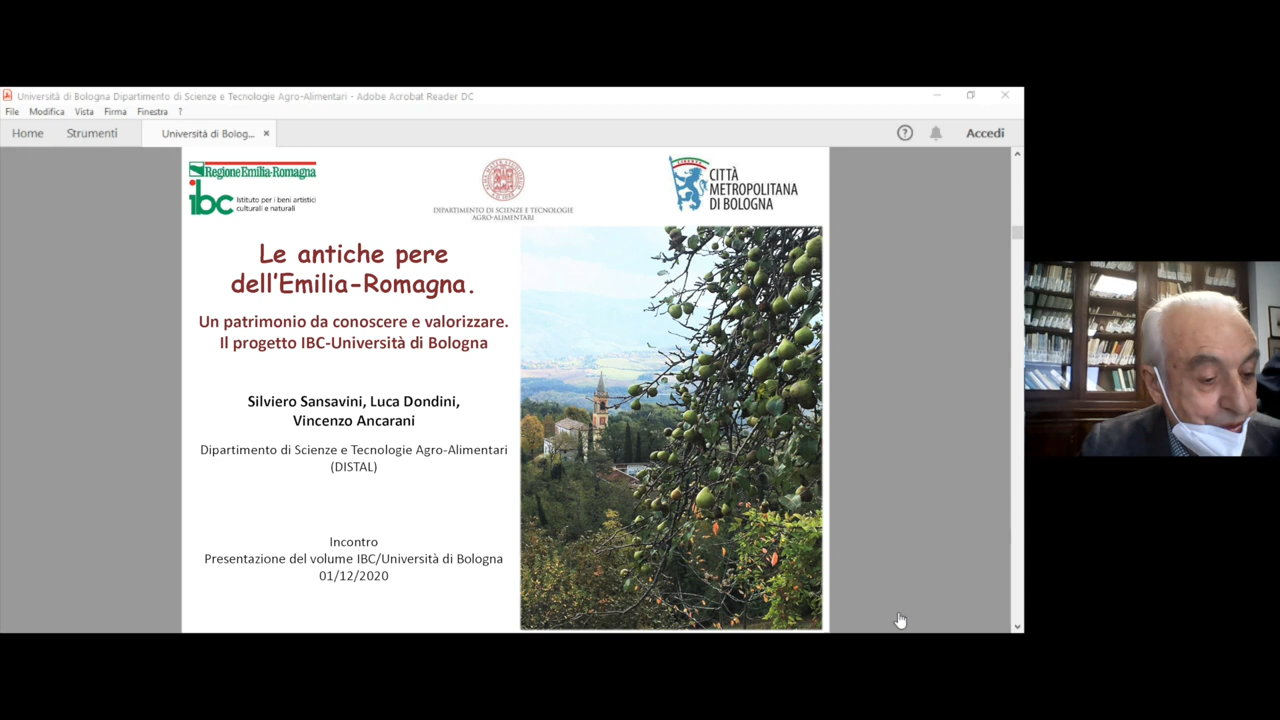 Università di Bologna Dipartimento di Scienze e Tecnologie Agro-Alimentari - Adobe Acrobat Reader DC
File Modifica Vista Firma Finestra ?
Home Strumenti Università di Bolog... × ? Accedi
Regione Emilia-Romagna
ibc Istituto per i beni artistici
culturali e naturali
DIPARTIMENTO DI SCIENZE E TECNOLOGIE
AGRO-ALIMENTARI
CITTÀ
METROPOLITANA
DI BOLOGNA
Le antiche pere
dell'Emilia-Romagna.
Un patrimonio da conoscere e valorizzare.
Il progetto IBC-Università di Bologna
Silviero Sansavini, Luca Dondini,
Vincenzo Ancarani
Dipartimento di Scienze e Tecnologie Agro-Alimentari
(DISTAL)
Incontro
Presentazione del volume IBC/Università di Bologna
01/12/2020